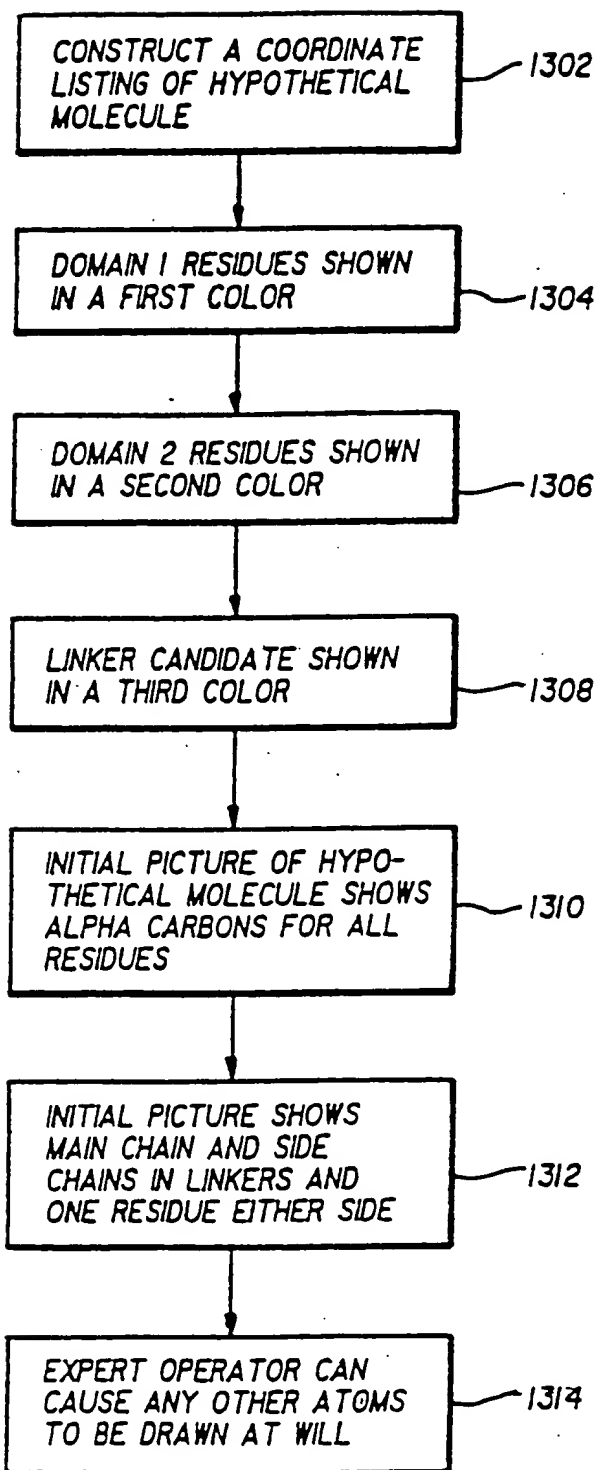 CONSTRUCT A COORDINATE
LISTING OF HYPOTHETICAL
MOLECULE
1302
DOMAIN 1 RESIDUES SHOWN
IN A FIRST COLOR
1304
DOMAIN 2 RESIDUES SHOWN
IN A SECOND COLOR
1306
LINKER CANDIDATE SHOWN
IN A THIRD COLOR
1308
INITIAL PICTURE OF HYPO-
THETICAL MOLECULE SHOWS
ALPHA CARBONS FOR ALL
RESIDUES
1310
INITIAL PICTURE SHOWS
MAIN CHAIN AND SIDE
CHAINS IN LINKERS AND
ONE RESIDUE EITHER SIDE
1312
EXPERT OPERATOR CAN
CAUSE ANY OTHER ATOMS
TO BE DRAWN AT WILL
1314